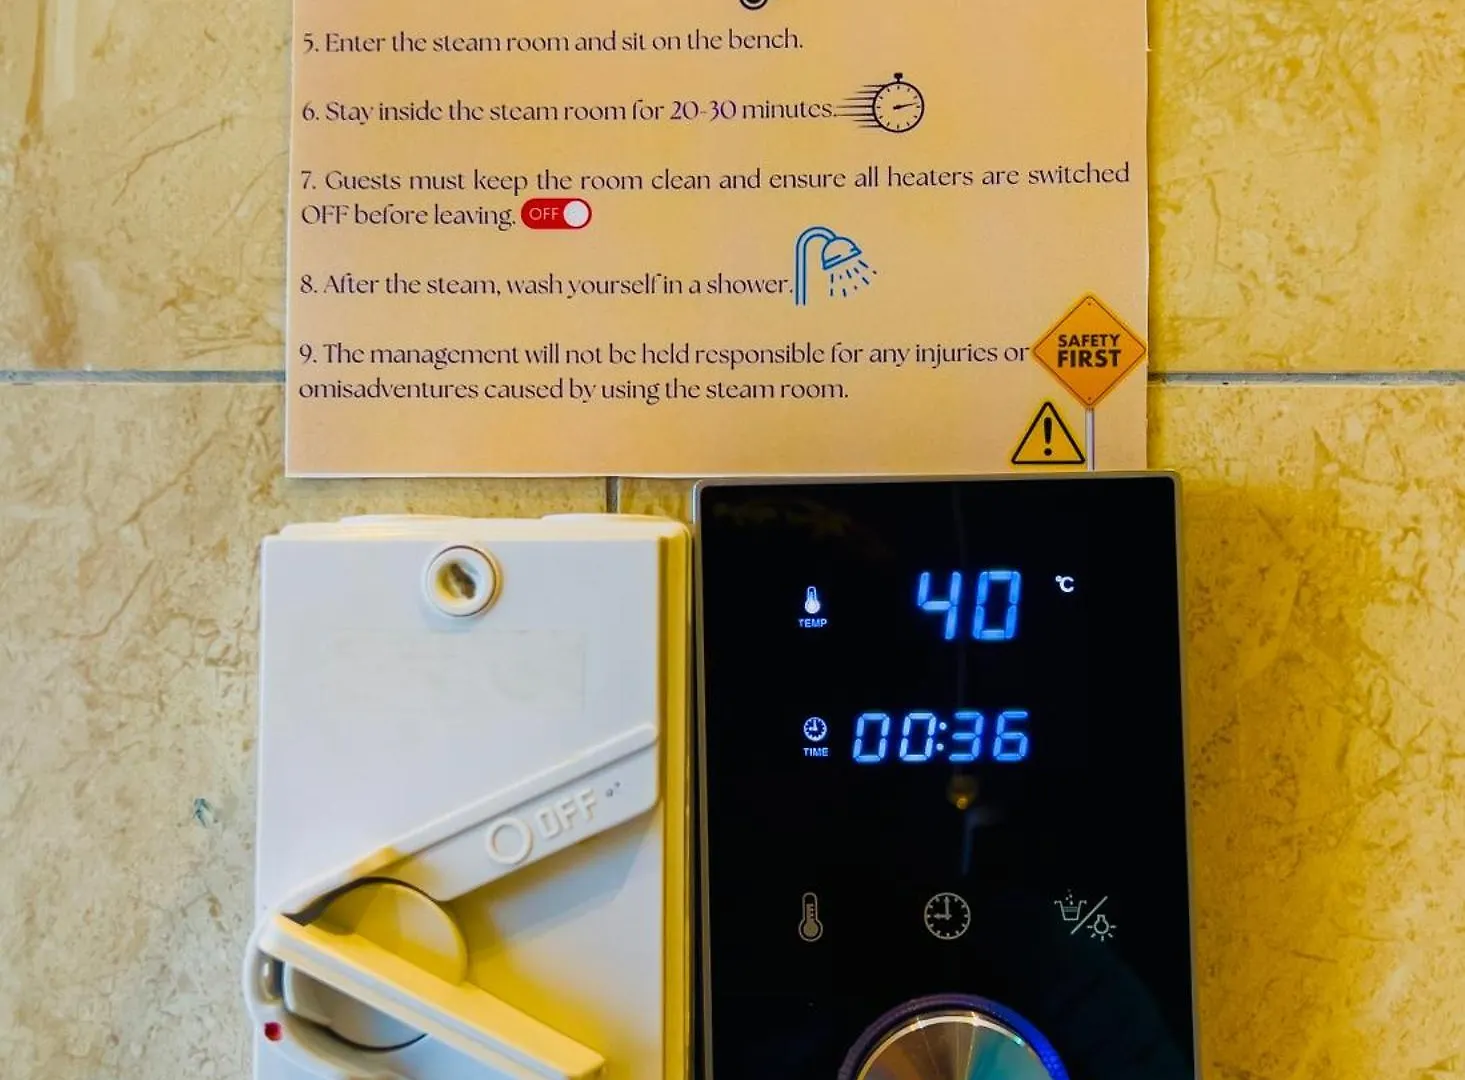 5. Enter the steam room and sit on the bench.
6. Stay inside the steam room for 20-30 minutes.
7. Guests must keep the room clean and ensure all heaters are switched
OFF before leaving. OFF
8. After the steam, wash yourself in a shower.
9. The management will not be held responsible for any injuries or
omisadventures caused by using the steam room.
SAFETY
FIRST
40 °C
TEMP
00:36
TIME
OFF